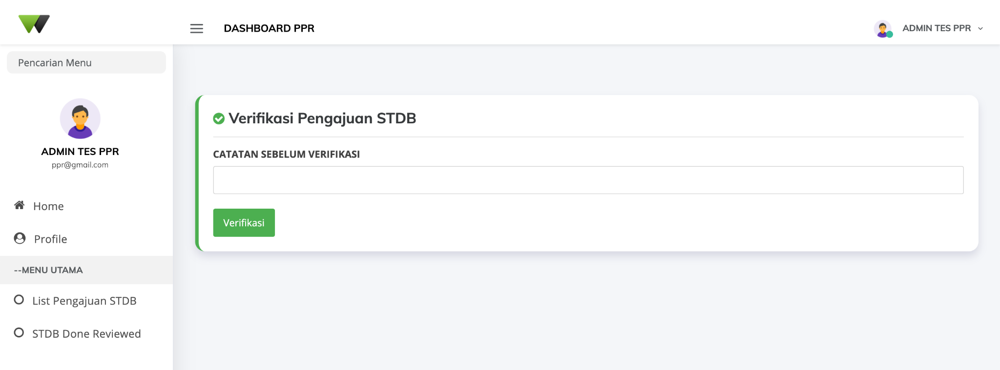 DASHBOARD PPR
ADMIN TES PPR
Pencarian Menu
ADMIN TES PPR
ppr@gmail.com
Home
Profile
--MENU UTAMA
List Pengajuan STDB
STDB Done Reviewed
Verifikasi Pengajuan STDB
CATATAN SEBELUM VERIFIKASI
Verifikasi